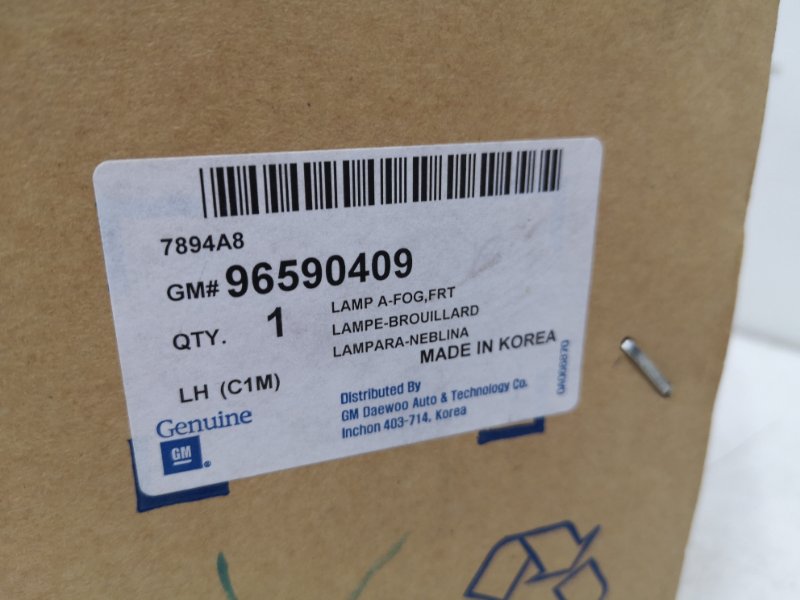 7894A8
GM# 96590409
QTY. 1
LAMP A-FOG,FRT
LAMPE-BROUILLARD
LAMPARA-NEBLINA
MADE IN KOREA
LH (C1M)
Genuine
GM
Distributed By
GM Daewoo Auto & Technology Co.
Inchon 403-714, Korea